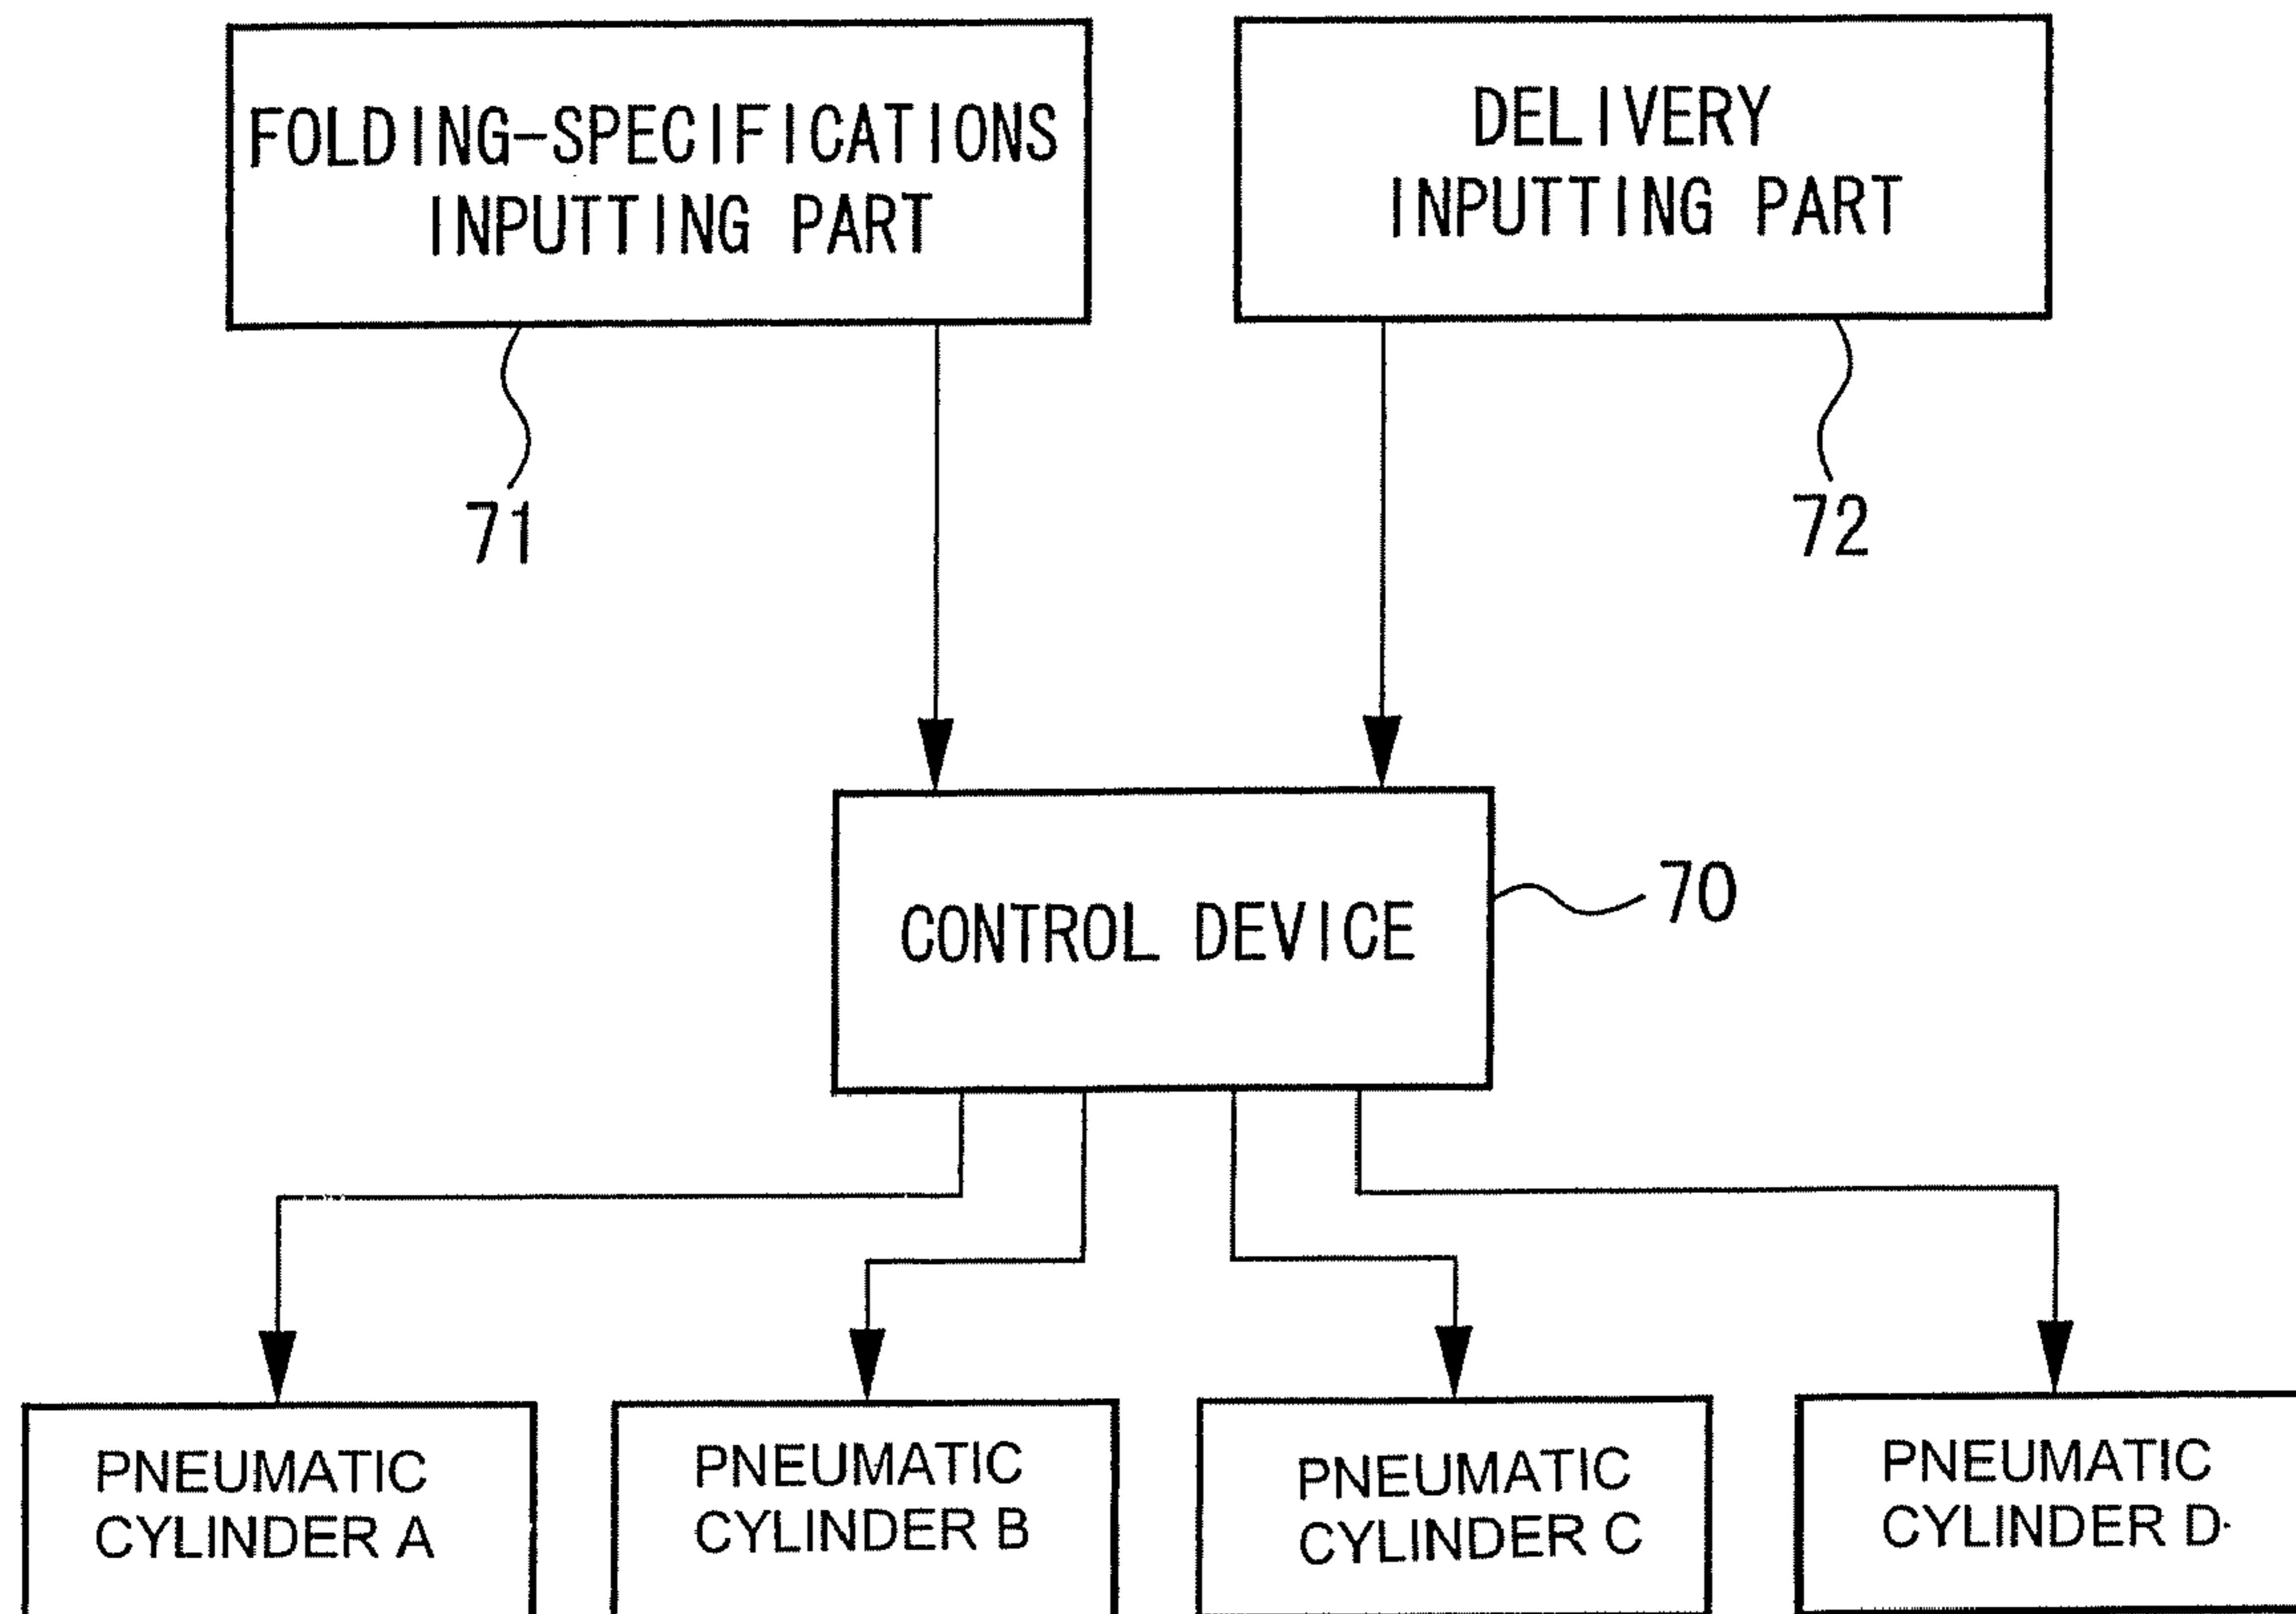 FOLDING-SPECIFICATIONS
INPUTTING PART
DELIVERY
INPUTTING PART
71
72
CONTROL DEVICE
70
PNEUMATIC
CYLINDER A
PNEUMATIC
CYLINDER B
PNEUMATIC
CYLINDER C
PNEUMATIC
CYLINDER D